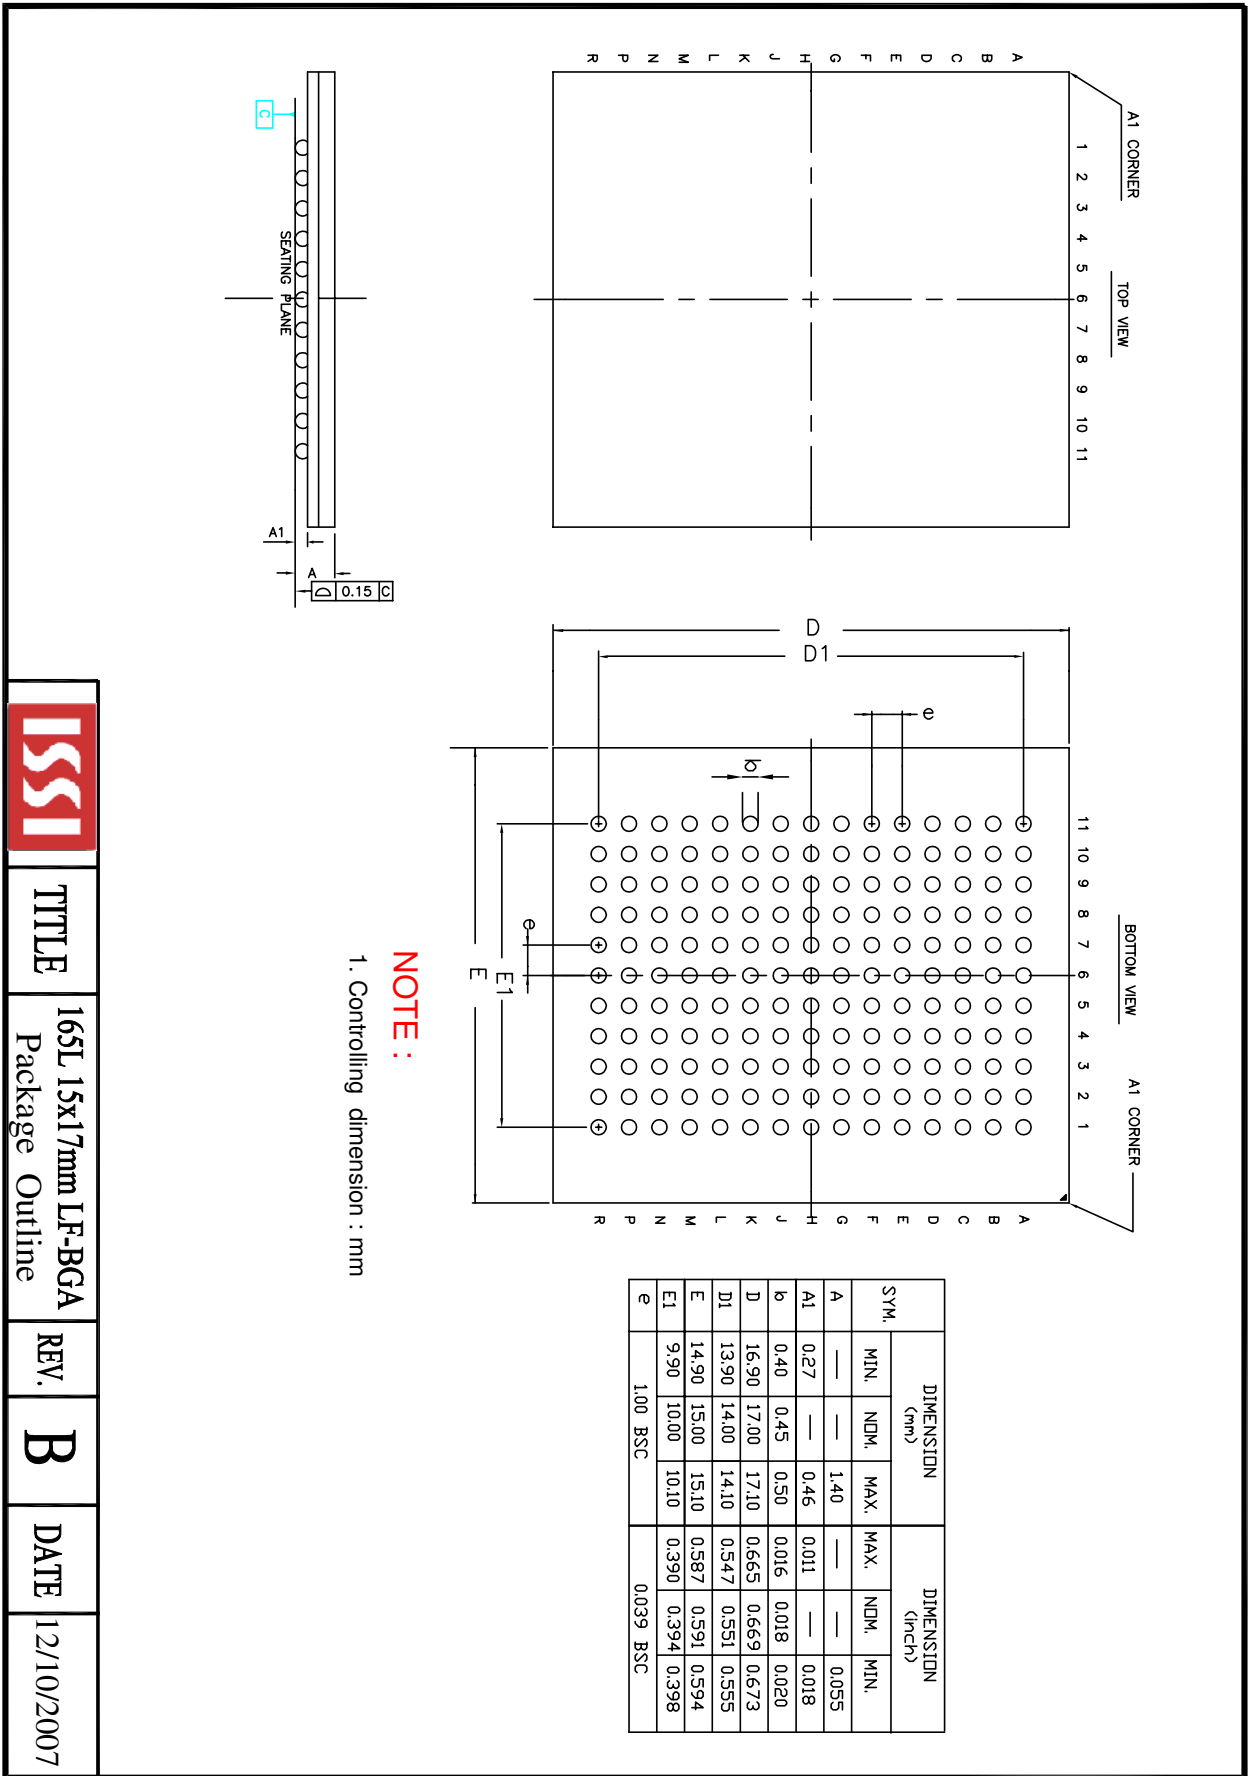 A1 CORNER
TOP VIEW
1 2 3 4 5 6 7 8 9 10 11
A
B
C
D
E
F
G
H
J
K
L
M
N
P
R
BOTTOM VIEW
A1 CORNER
11 10 9 8 7 6 5 4 3 2 1
A
B
C
D
E
F
G
H
J
K
L
M
N
P
R
D
D1
e
b
e
E1
E
C
SEATING PLANE
A1
A
0.15 C
SYM. DIMENSION (mm) DIMENSION (inch)
MIN. NOM. MAX. MAX. NOM. MIN.
A — — 1.40 — — 0.055
A1 0.27 — 0.46 0.011 — 0.018
b 0.40 0.45 0.50 0.016 0.018 0.020
D 16.90 17.00 17.10 0.665 0.669 0.673
D1 13.90 14.00 14.10 0.547 0.551 0.555
E 14.90 15.00 15.10 0.587 0.591 0.594
E1 9.90 10.00 10.10 0.390 0.394 0.398
e 1.00 BSC 0.039 BSC
NOTE :
1. Controlling dimension : mm
ISSI
TITLE
165L 15x17mm LF-BGA
Package Outline
REV.
B
DATE
12/10/2007